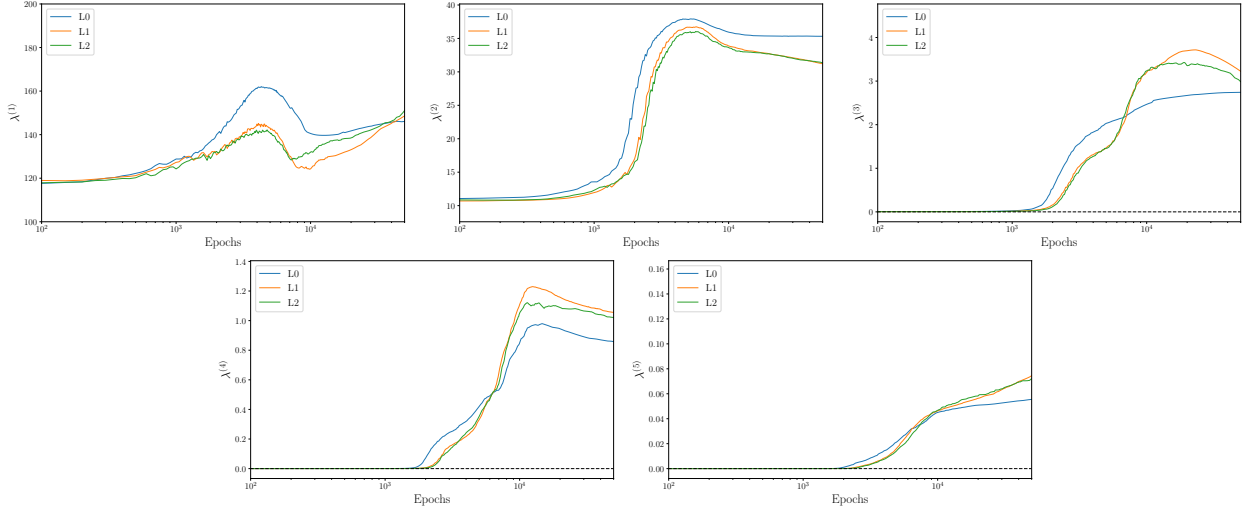 200
180
160
140
120
100
λ(1)
L0
L1
L2
10²
10³
10⁴
Epochs
40
35
30
25
20
15
10
λ(2)
L0
L1
L2
10²
10³
10⁴
Epochs
4
3
2
1
0
λ(3)
L0
L1
L2
10²
10³
10⁴
Epochs
1.4
1.2
1.0
0.8
0.6
0.4
0.2
0.0
λ(4)
L0
L1
L2
10²
10³
10⁴
Epochs
0.16
0.14
0.12
0.10
0.08
0.06
0.04
0.02
0.00
λ(5)
L0
L1
L2
10²
10³
10⁴
Epochs